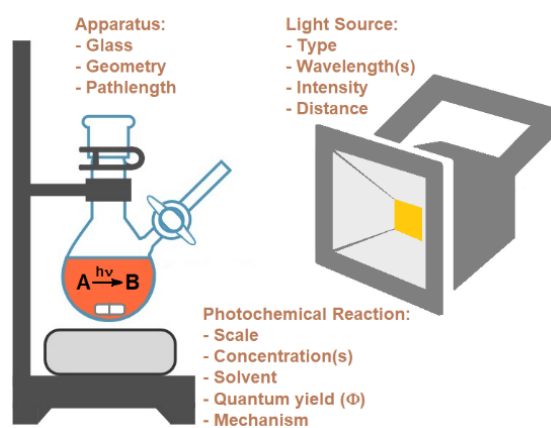 Apparatus:
- Glass
- Geometry
- Pathlength
Light Source:
- Type
- Wavelength(s)
- Intensity
- Distance
hν
A → B
Photochemical Reaction:
- Scale
- Concentration(s)
- Solvent
- Quantum yield (Φ)
- Mechanism